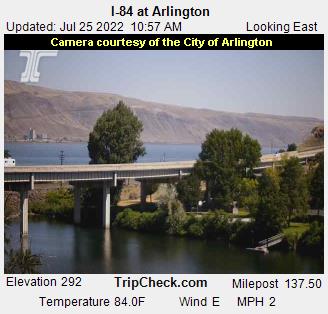 I-84 at Arlington
Updated: Jul 25 2022 10:57 AM Looking East
Camera courtesy of the City of Arlington
Elevation 292 TripCheck.com Milepost 137.50
Temperature 84.0F Wind E MPH 2